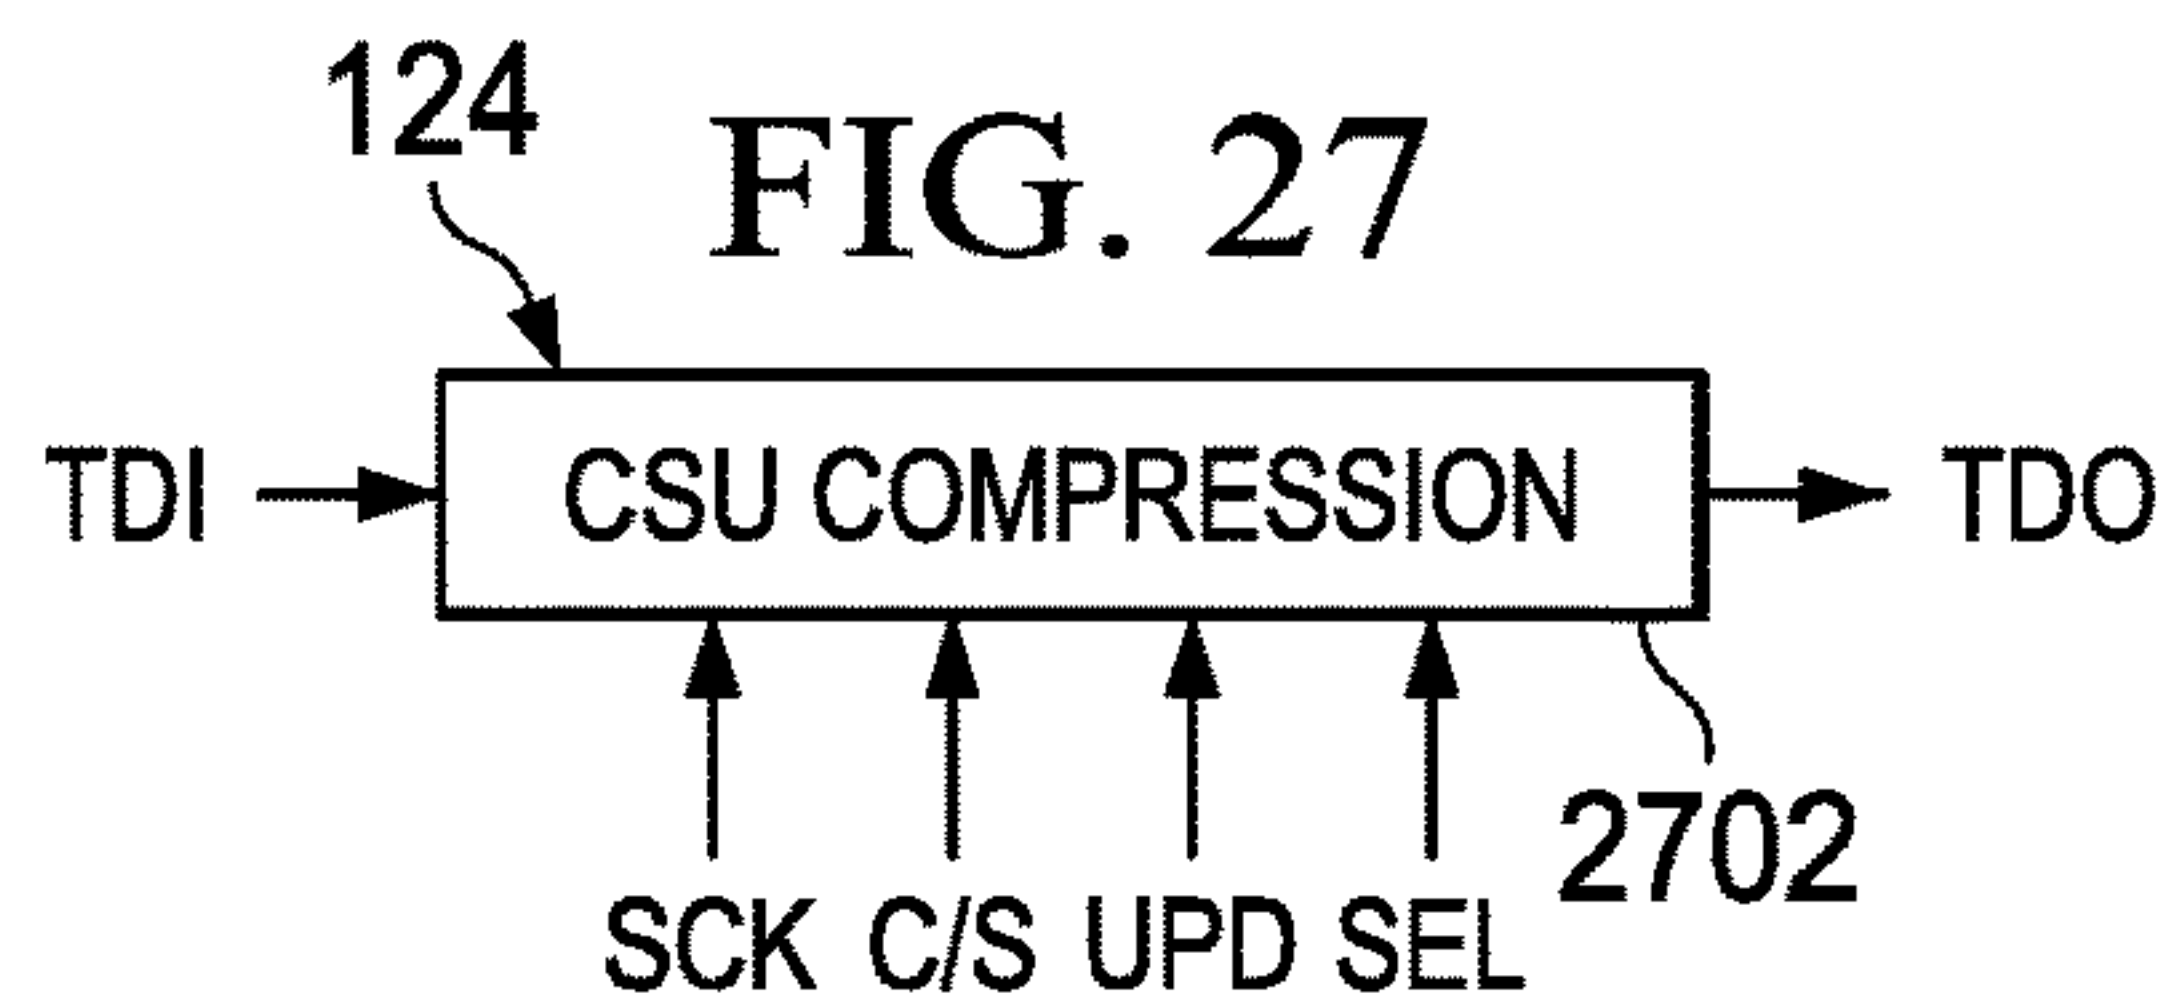 124
FIG. 27
TDI
CSU COMPRESSION
TDO
2702
SCK C/S UPD SEL